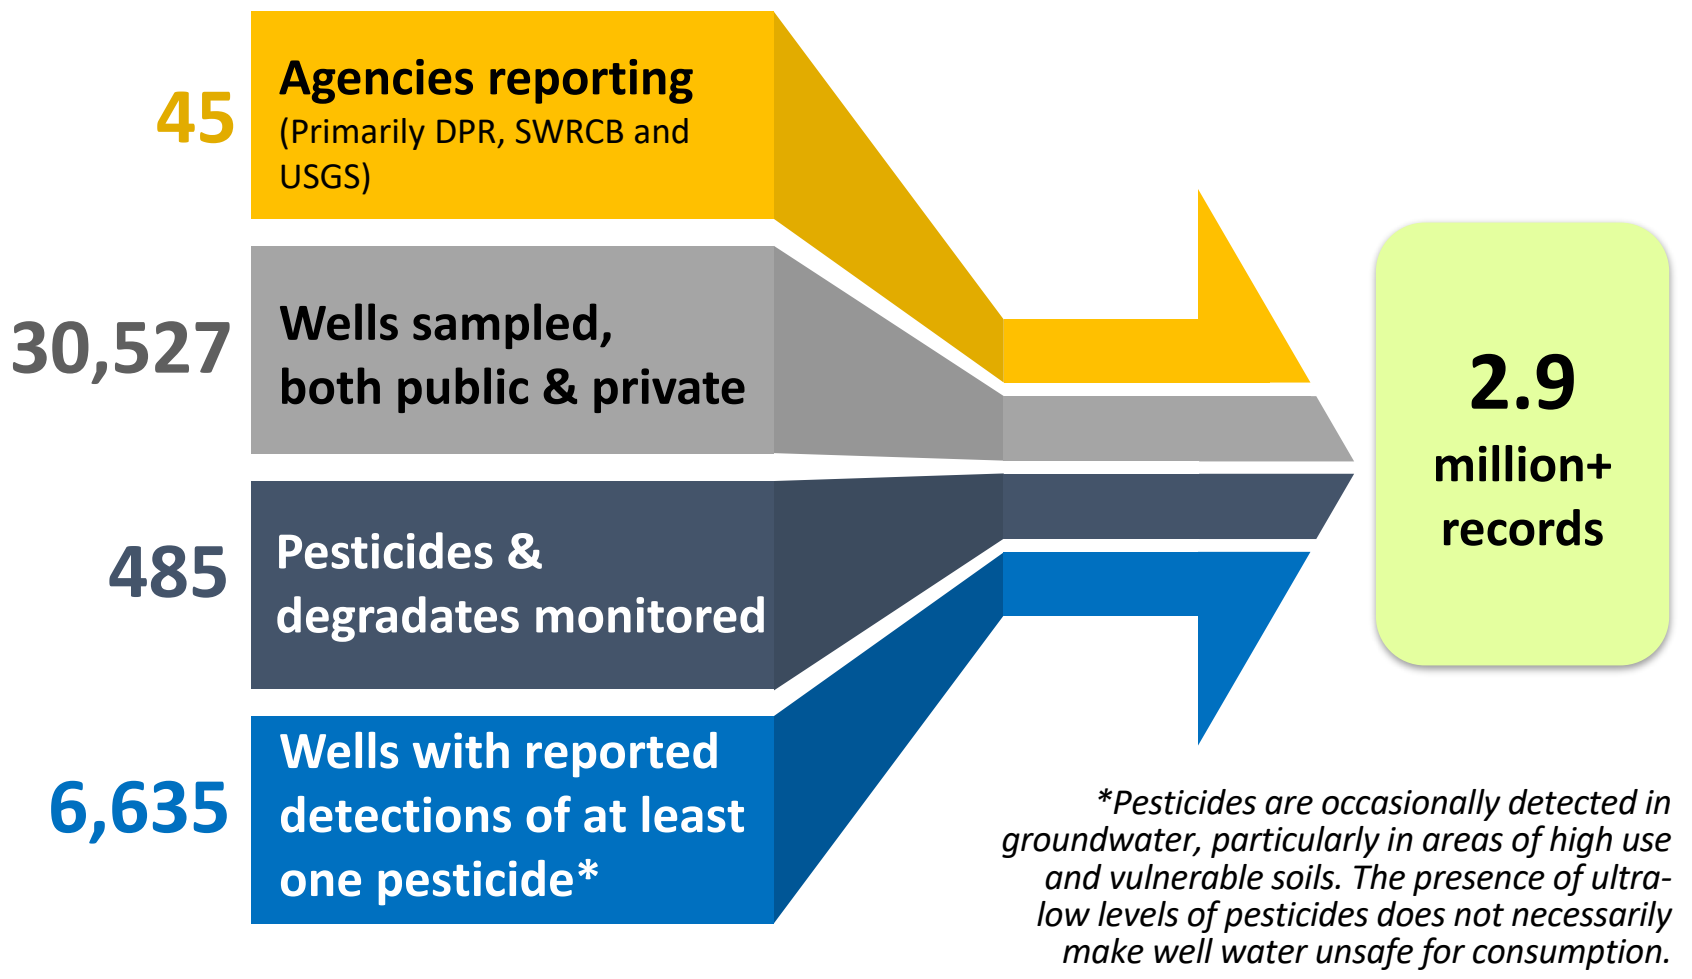 45
Agencies reporting
(Primarily DPR, SWRCB and
USGS)
30,527
Wells sampled,
both public & private
485
Pesticides &
degradates monitored
6,635
Wells with reported
detections of at least
one pesticide*
2.9
million+
records
*Pesticides are occasionally detected in
groundwater, particularly in areas of high use
and vulnerable soils. The presence of ultra-
low levels of pesticides does not necessarily
make well water unsafe for consumption.